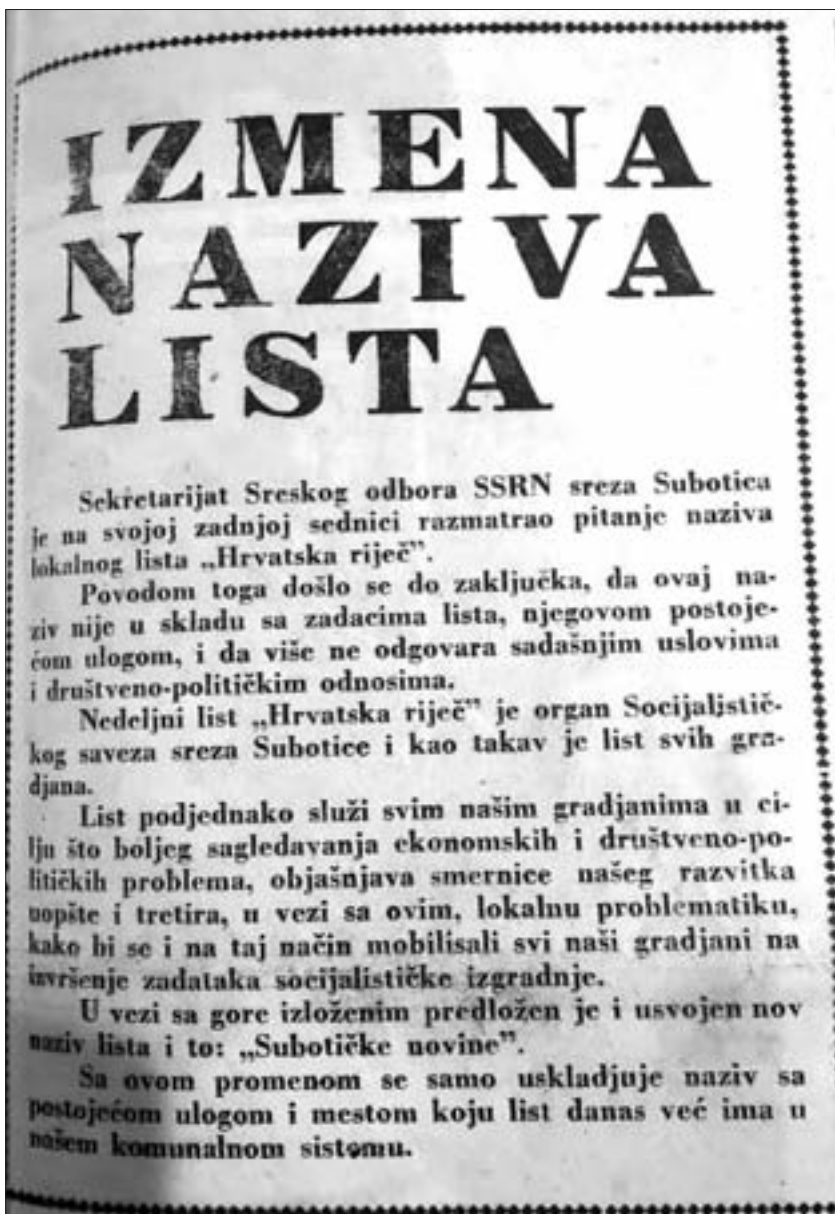 IZMENA
NAZIVA
LISTA
Sekretarijat Sreskog odbora SSRN sreza Subotica
je na svojoj zadnjoj sednici razmatrao pitanje naziva
lokalnog lista „Hrvatska riječ”.
Povodom toga došlo se do zaključka, da ovaj na-
ziv nije u skladu sa zadacima lista, njegovom postoje-
ćom ulogom, i da više ne odgovara sadašnjim uslovima
i društveno-političkim odnosima.
Nedeljni list „Hrvatska riječ” je organ Socijalistič-
kog saveza sreza Subotice i kao takav je list svih gra-
djana.
List podjednako služi svim našim gradjanima u ci-
lju što boljeg sagledavanja ekonomskih i društveno-po-
litičkih problema, objašnjava smernice našeg razvitka
uopšte i tretira, u vezi sa ovim, lokalnu problematiku,
kako bi se i na taj način mobilisali svi naši gradjani na
izvršenje zadataka socijalističke izgradnje.
U vezi sa gore izloženim predložen je i usvojen nov
naziv lista i to: „Subotičke novine”.
Sa ovom promenom se samo uskladjuje naziv sa
postojećom ulogom i mestom koju list danas već ima u
našem komunalnom sistemu.